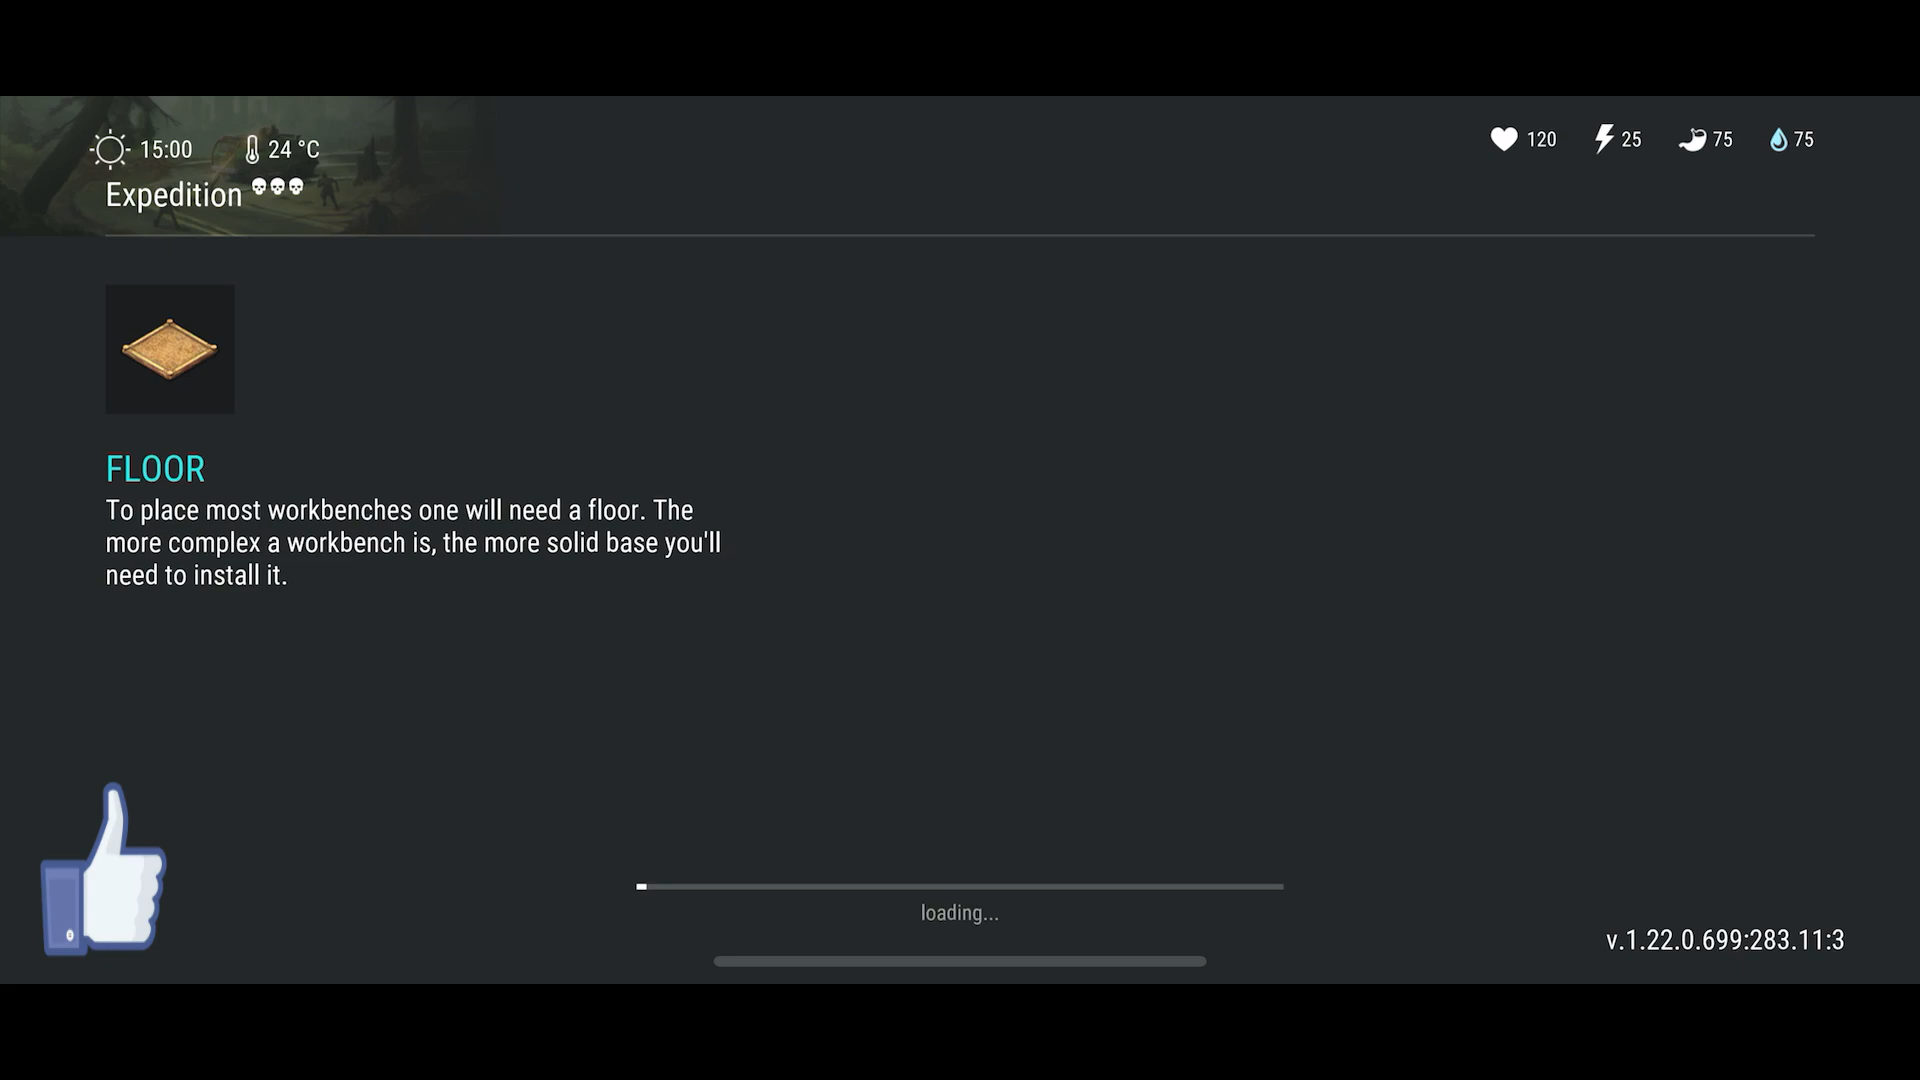 15:00 24 °C
Expedition
120 25 75 75
FLOOR
To place most workbenches one will need a floor. The
more complex a workbench is, the more solid base you'll
need to install it.
loading...
v.1.22.0.699:283.11:3